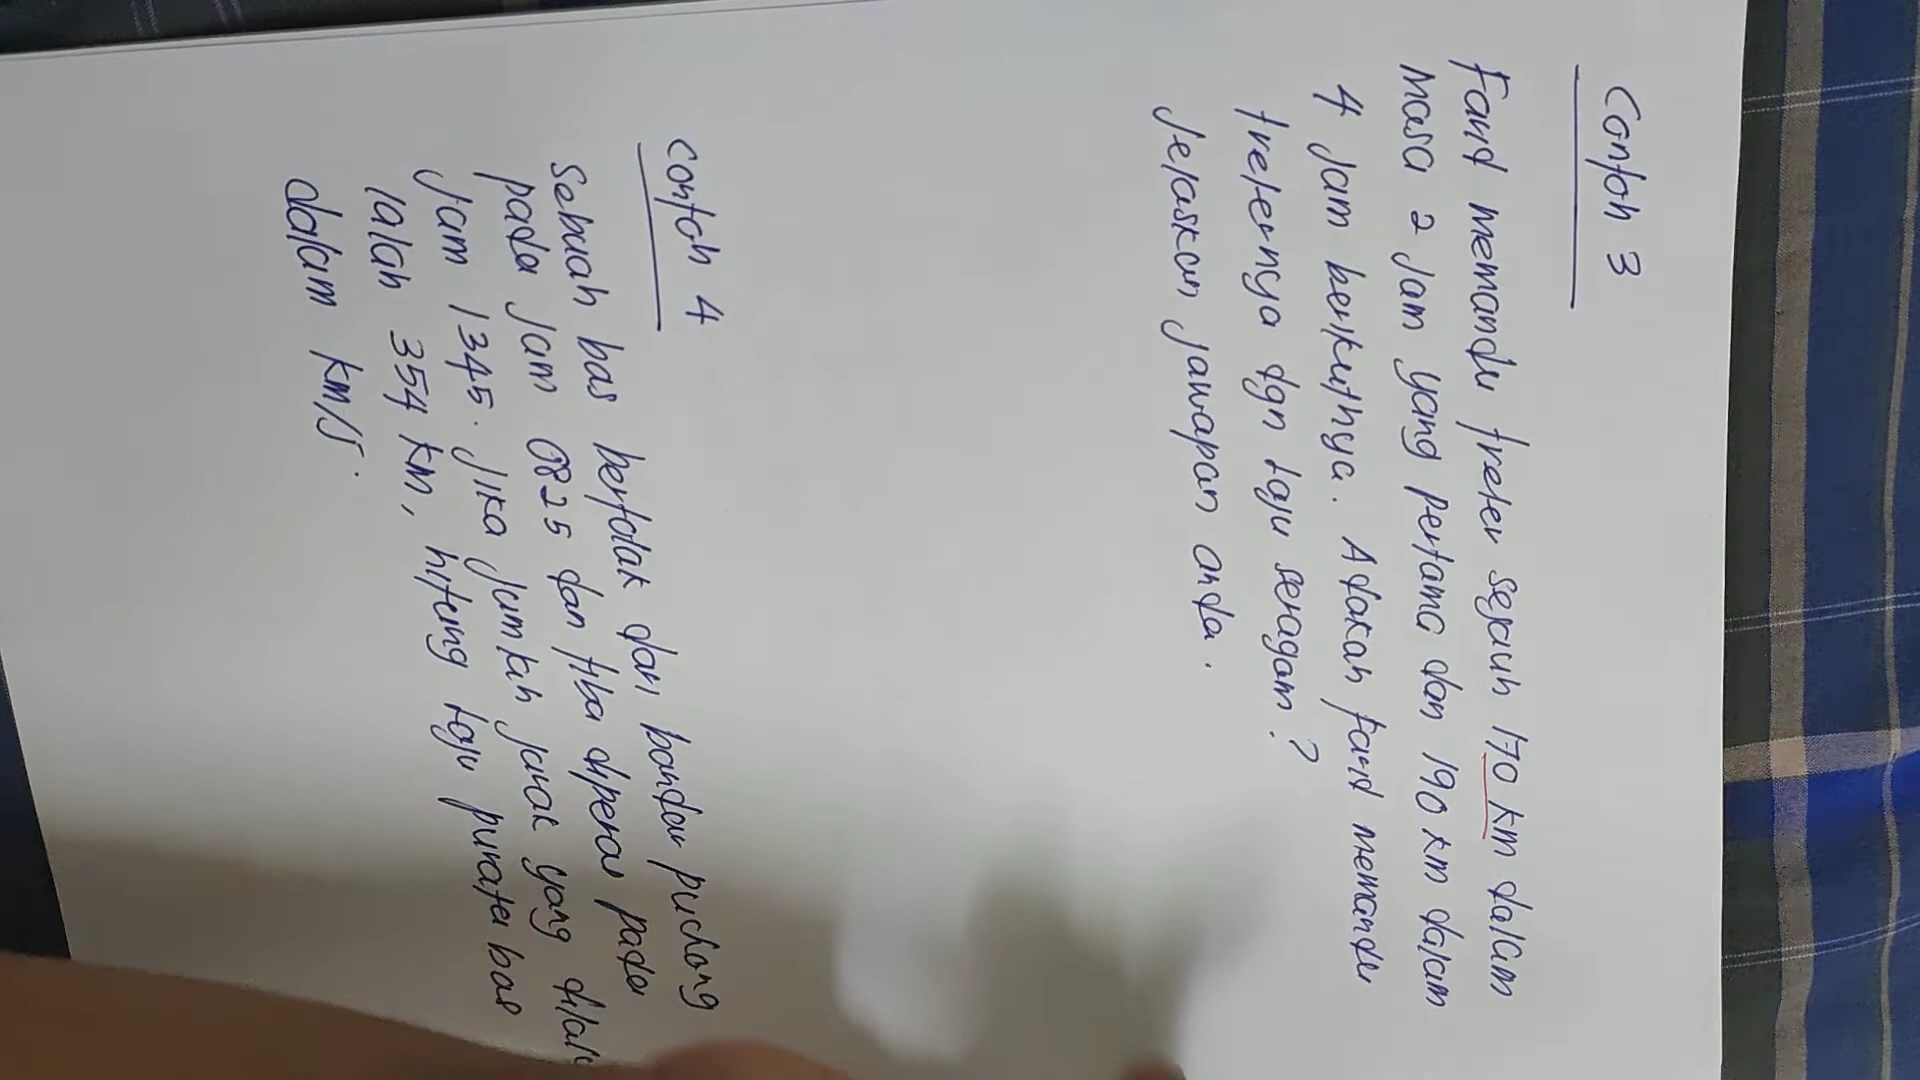 Contoh 3
Farid memandu treler sejauh 170 km dalam
masa 2 jam yang pertama dan 190 km dalam
4 jam berikutnya. Adakah farid memandu
trelernya dgn laju seragam?
Jelaskan jawapan anda.
Contoh 4
Sebuah bas bertolak dari bandar puchong
pada jam 0825 dan tiba dipenas pada
jam 1345. Jika jumlah jarak yang dilalu
ialah 354 km, hitung laju purata bas
dalam km/j.